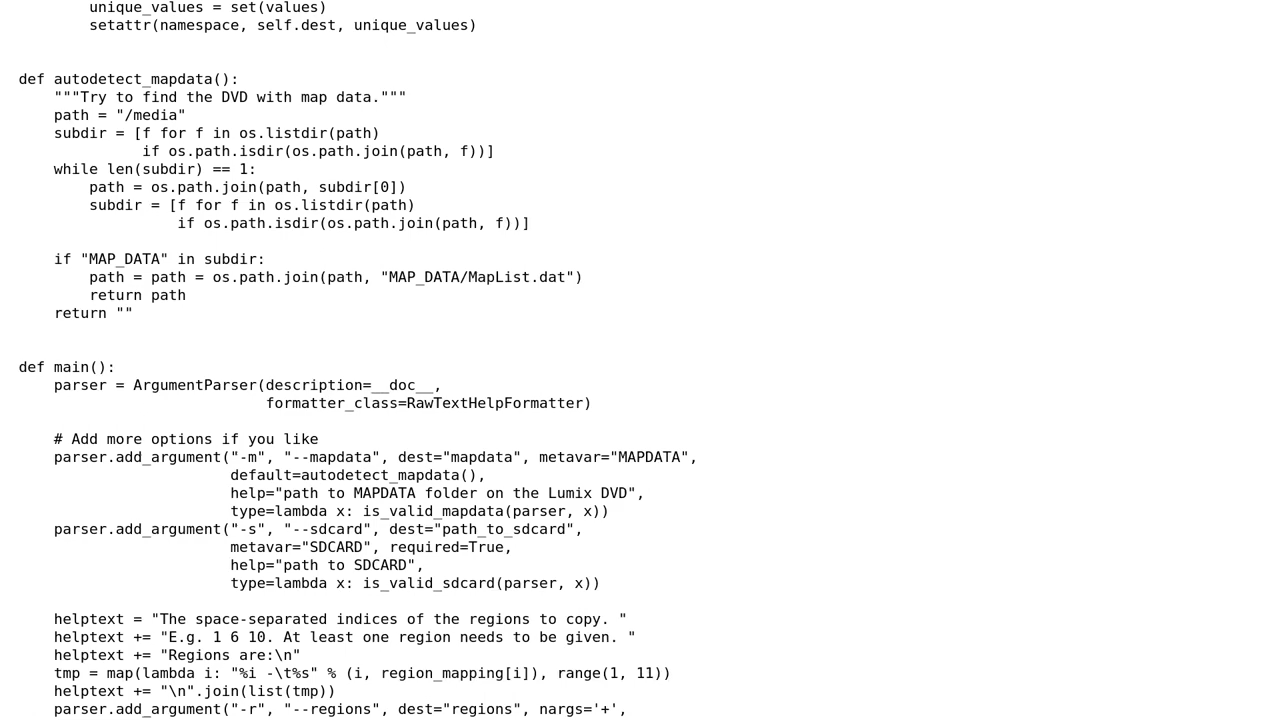 unique_values = set(values)
        setattr(namespace, self.dest, unique_values)


def autodetect_mapdata():
    """Try to find the DVD with map data."""
    path = "/media"
    subdir = [f for f in os.listdir(path)
              if os.path.isdir(os.path.join(path, f))]
    while len(subdir) == 1:
        path = os.path.join(path, subdir[0])
        subdir = [f for f in os.listdir(path)
                  if os.path.isdir(os.path.join(path, f))]

    if "MAP_DATA" in subdir:
        path = path = os.path.join(path, "MAP_DATA/MapList.dat")
        return path
    return ""


def main():
    parser = ArgumentParser(description=__doc__,
                            formatter_class=RawTextHelpFormatter)

    # Add more options if you like
    parser.add_argument("-m", "--mapdata", dest="mapdata", metavar="MAPDATA",
                        default=autodetect_mapdata(),
                        help="path to MAPDATA folder on the Lumix DVD",
                        type=lambda x: is_valid_mapdata(parser, x))
    parser.add_argument("-s", "--sdcard", dest="path_to_sdcard",
                        metavar="SDCARD", required=True,
                        help="path to SDCARD",
                        type=lambda x: is_valid_sdcard(parser, x))

    helptext = "The space-separated indices of the regions to copy. "
    helptext += "E.g. 1 6 10. At least one region needs to be given. "
    helptext += "Regions are:\n"
    tmp = map(lambda i: "%i -\t%s" % (i, region_mapping[i]), range(1, 11))
    helptext += "\n".join(list(tmp))
    parser.add_argument("-r", "--regions", dest="regions", nargs='+',